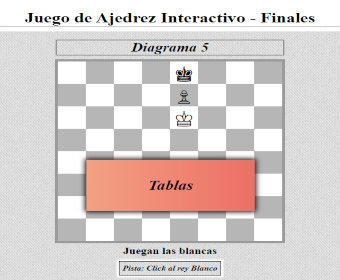 Juego de Ajedrez Interactivo - Finales
Diagrama 5
Tablas
Juegan las blancas
Pista: Click al rey Blanco